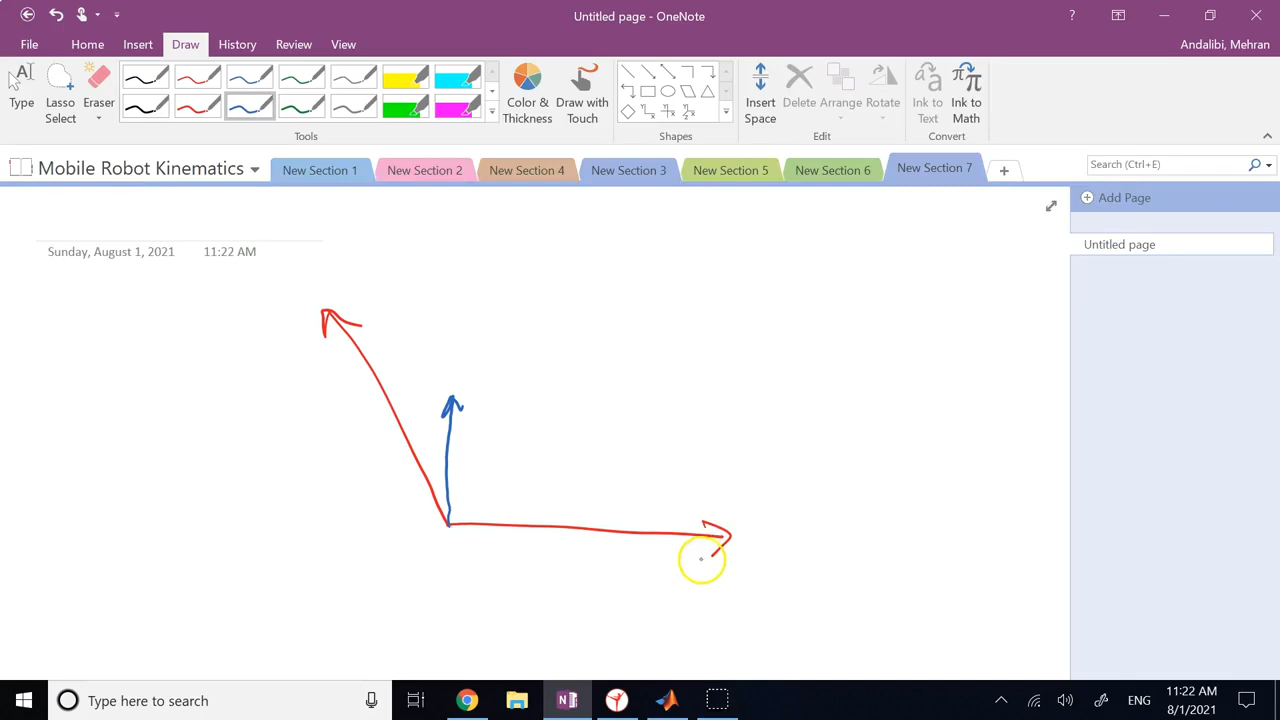 Untitled page - OneNote
?
Andalibi, Mehran
File Home Insert Draw History Review View
Type
Lasso Select
Eraser
Color & Thickness
Draw with Touch
Insert Space
Delete
Arrange
Rotate
Ink to Text
Ink to Math
Tools
Shapes
Edit
Convert
Mobile Robot Kinematics
New Section 1 New Section 2 New Section 4 New Section 3 New Section 5 New Section 6 New Section 7
Search (Ctrl+E)
Add Page
Untitled page
Sunday, August 1, 2021 11:22 AM
Type here to search
ENG
11:22 AM
8/1/2021